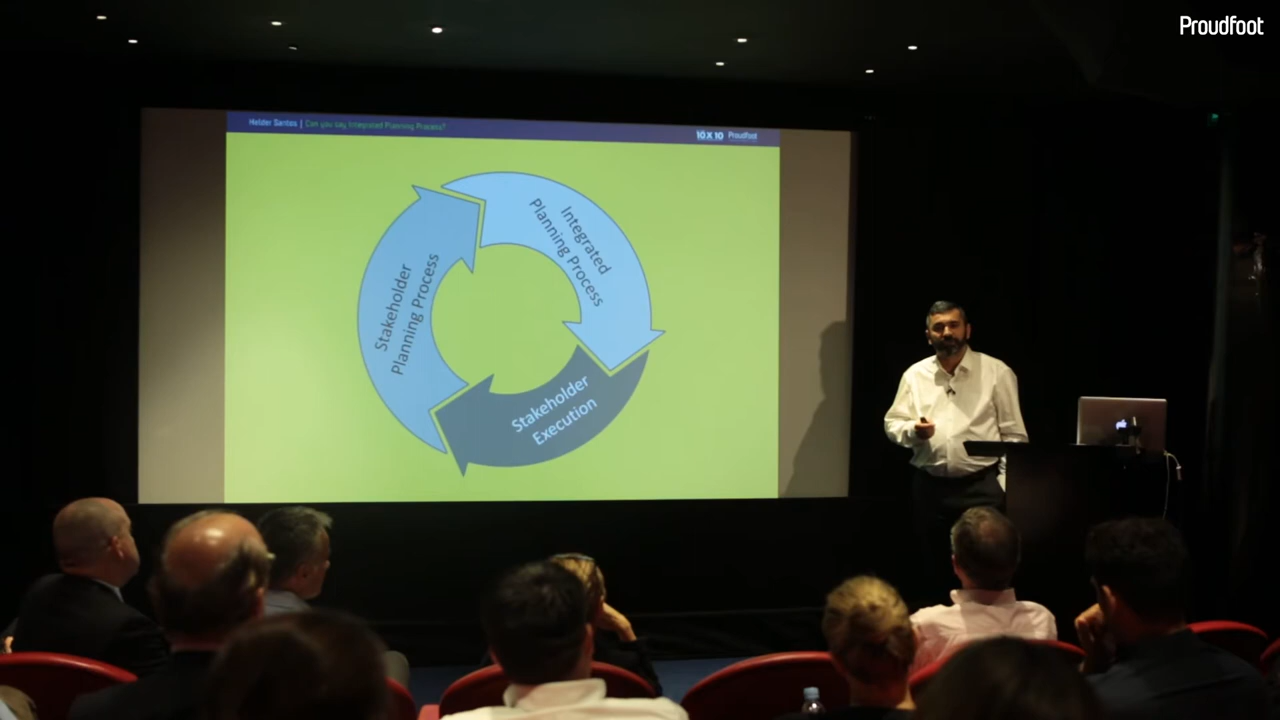 Proudfoot
Helder Santos | Can you say Integrated Planning Process?
10 X 10 Proudfoot
Integrated
Planning Process
Stakeholder
Planning Process
Stakeholder
Execution